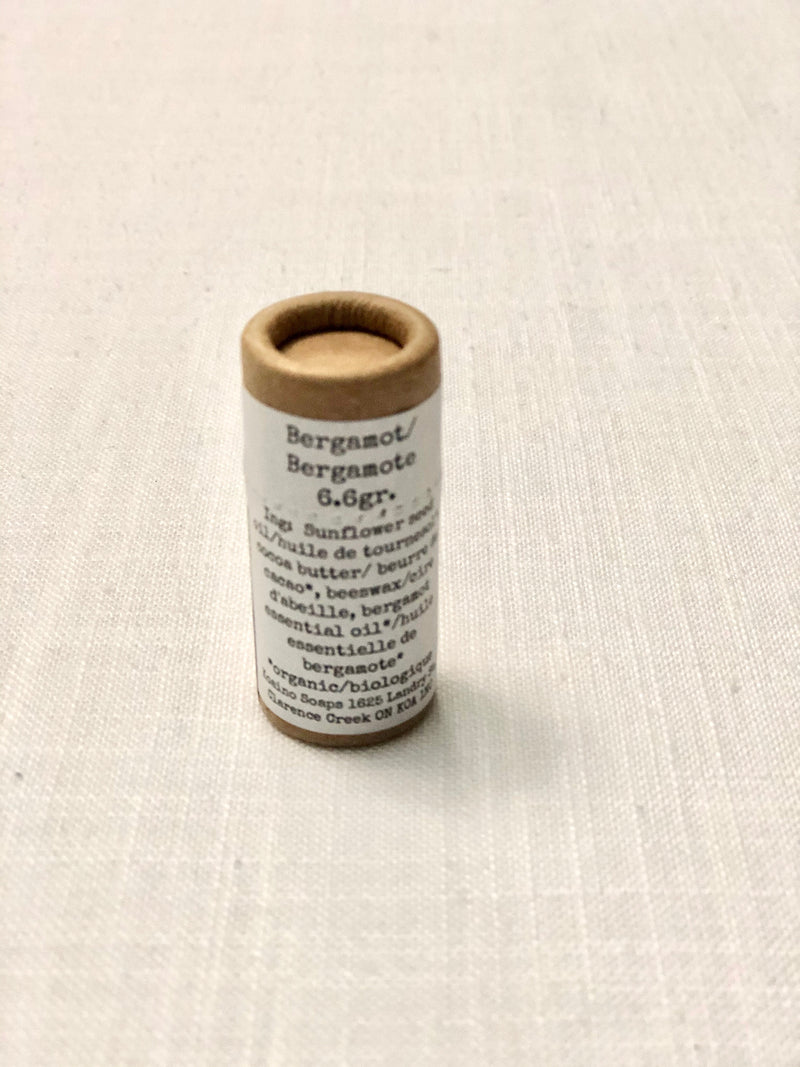 Bergamot/
Bergamote
6.6gr.
Ing: Sunflower seed
oil/huile de tournesol
cocoa butter/ beurre
cacao*, beeswax/cire
d'abeille, bergamot
essential oil*/huile
essentielle de
bergamote*
*organic/biologique
Soaps 1625 Landry
Clarence Creek ON K0A